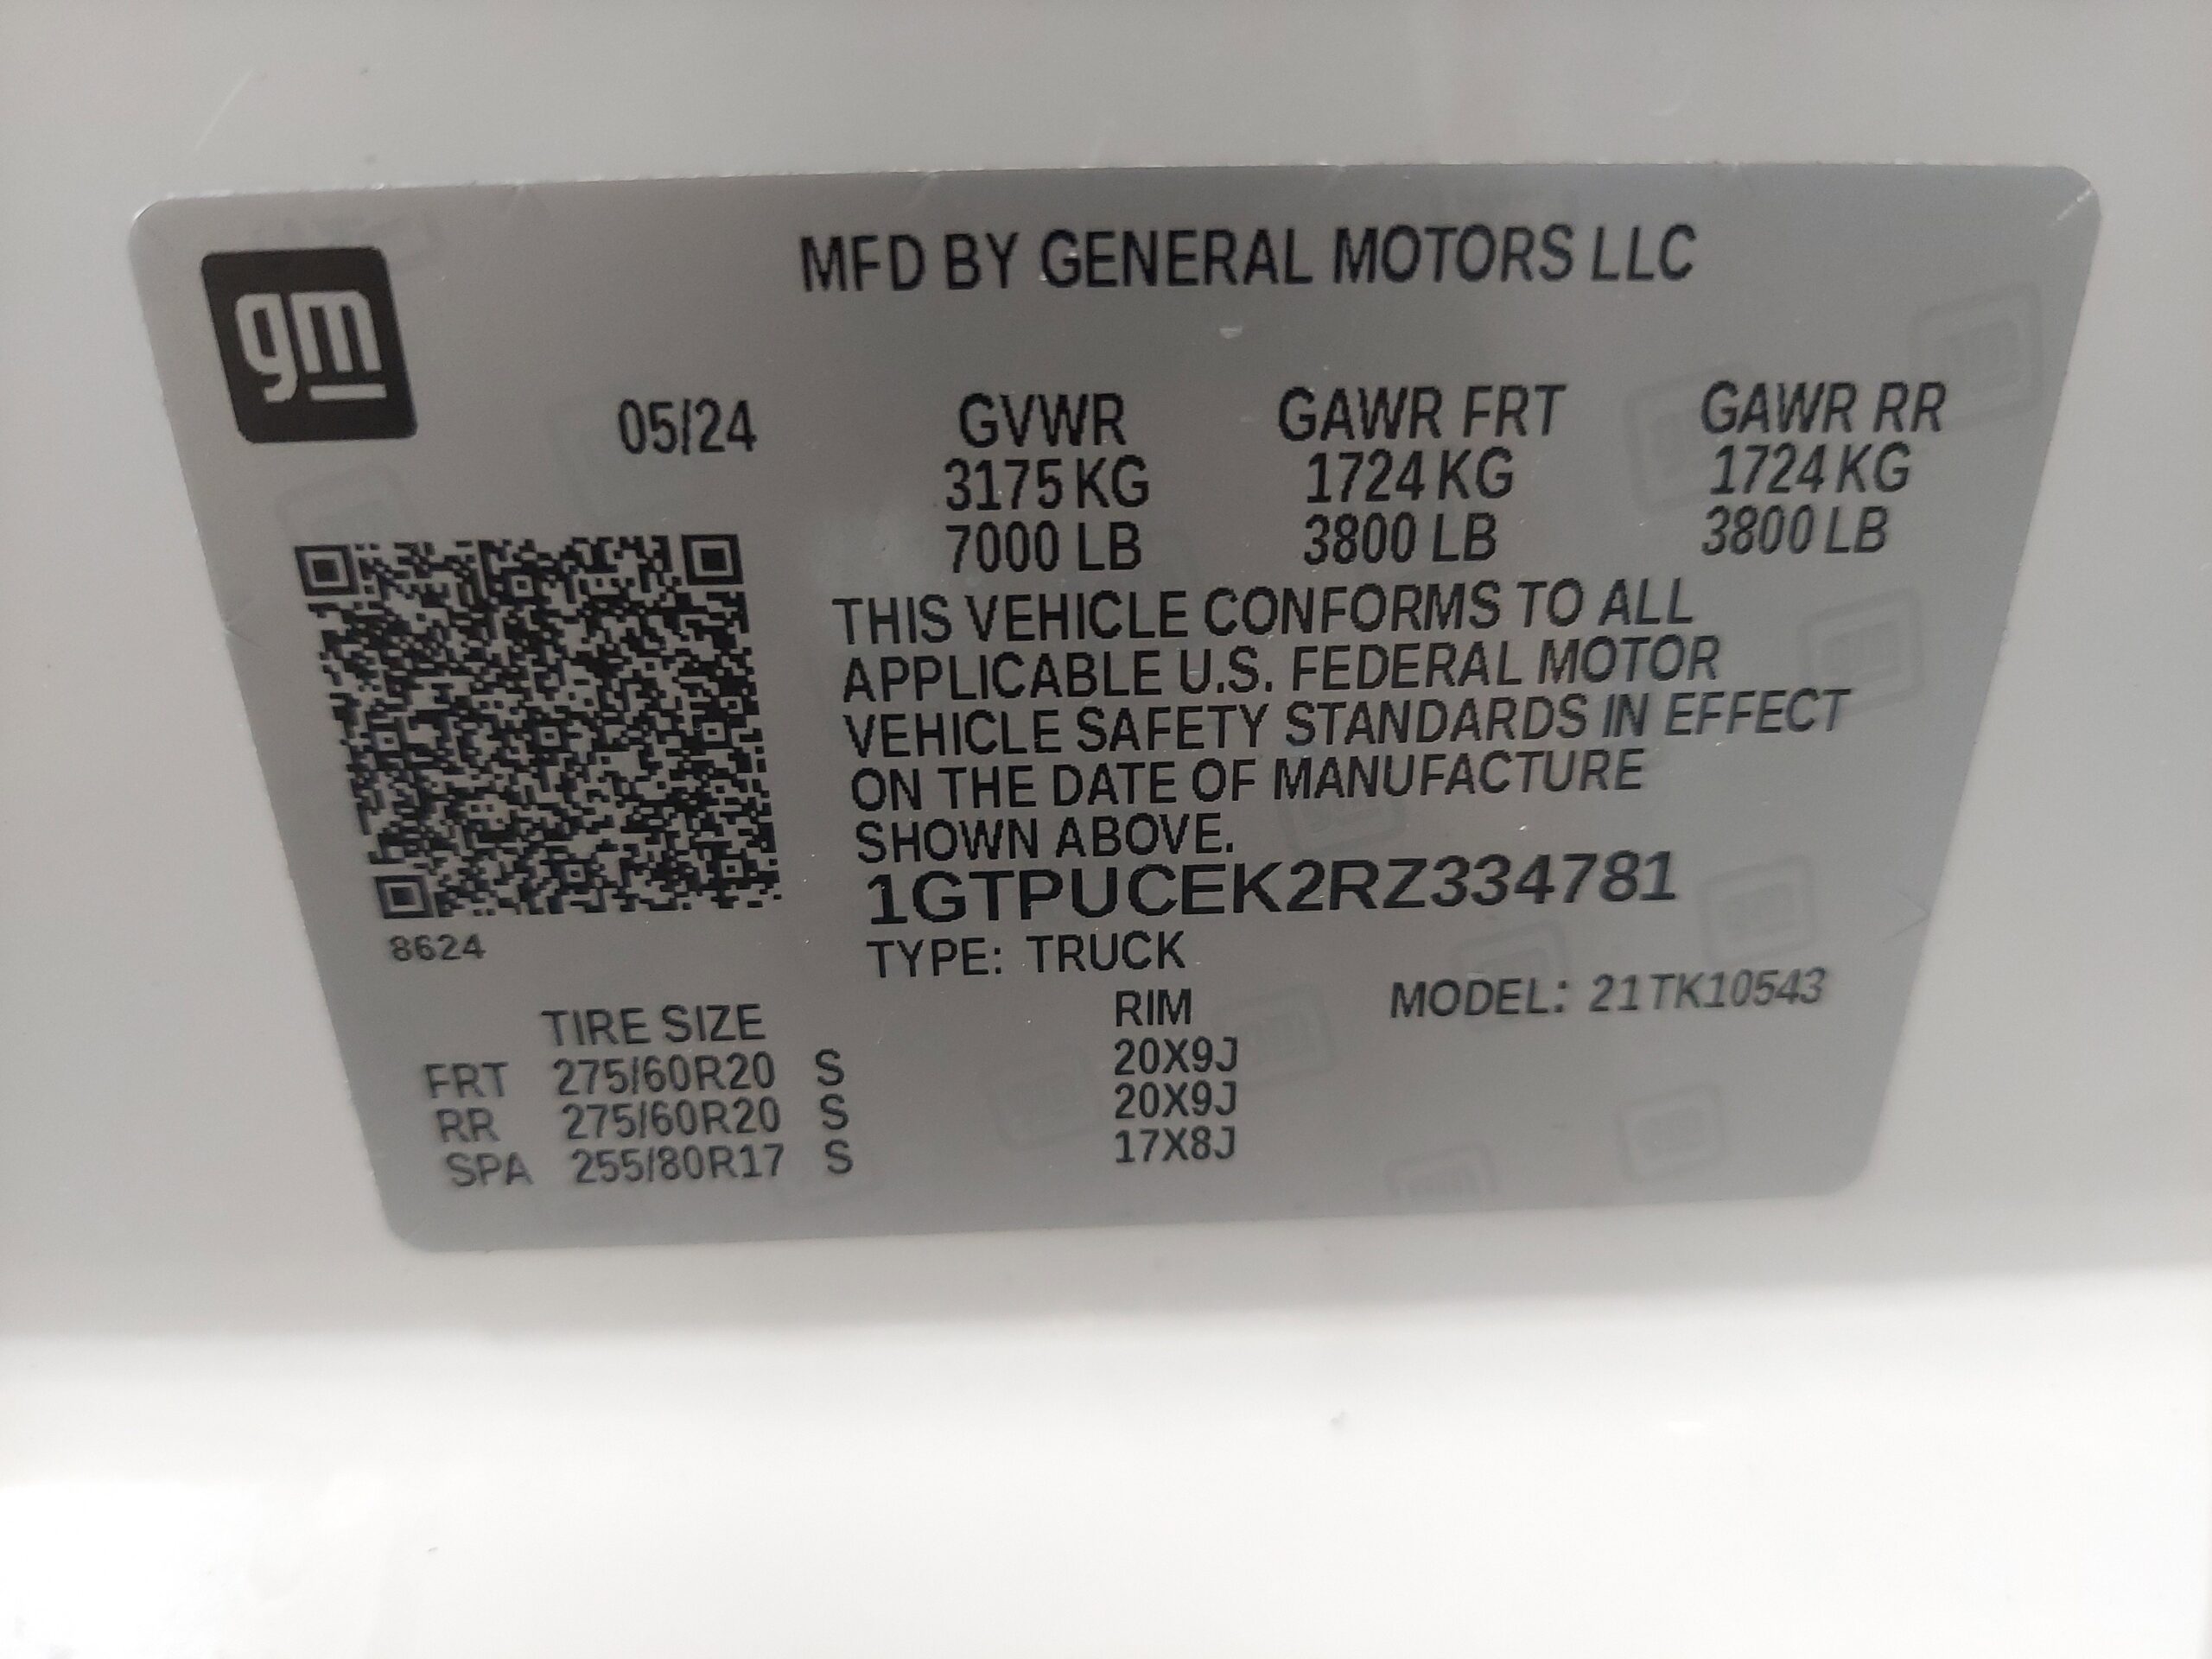 gm
MFD BY GENERAL MOTORS LLC
05/24 GVWR GAWR FRT GAWR RR
3175 KG 1724 KG 1724 KG
7000 LB 3800 LB 3800 LB
THIS VEHICLE CONFORMS TO ALL
APPLICABLE U.S. FEDERAL MOTOR
VEHICLE SAFETY STANDARDS IN EFFECT
ON THE DATE OF MANUFACTURE
SHOWN ABOVE.
1GTPUCEK2RZ334781
8624
TYPE: TRUCK
MODEL: 21TK10543
TIRE SIZE RIM
FRT 275/60R20 S 20X9J
RR 275/60R20 S 20X9J
SPA 255/80R17 S 17X8J